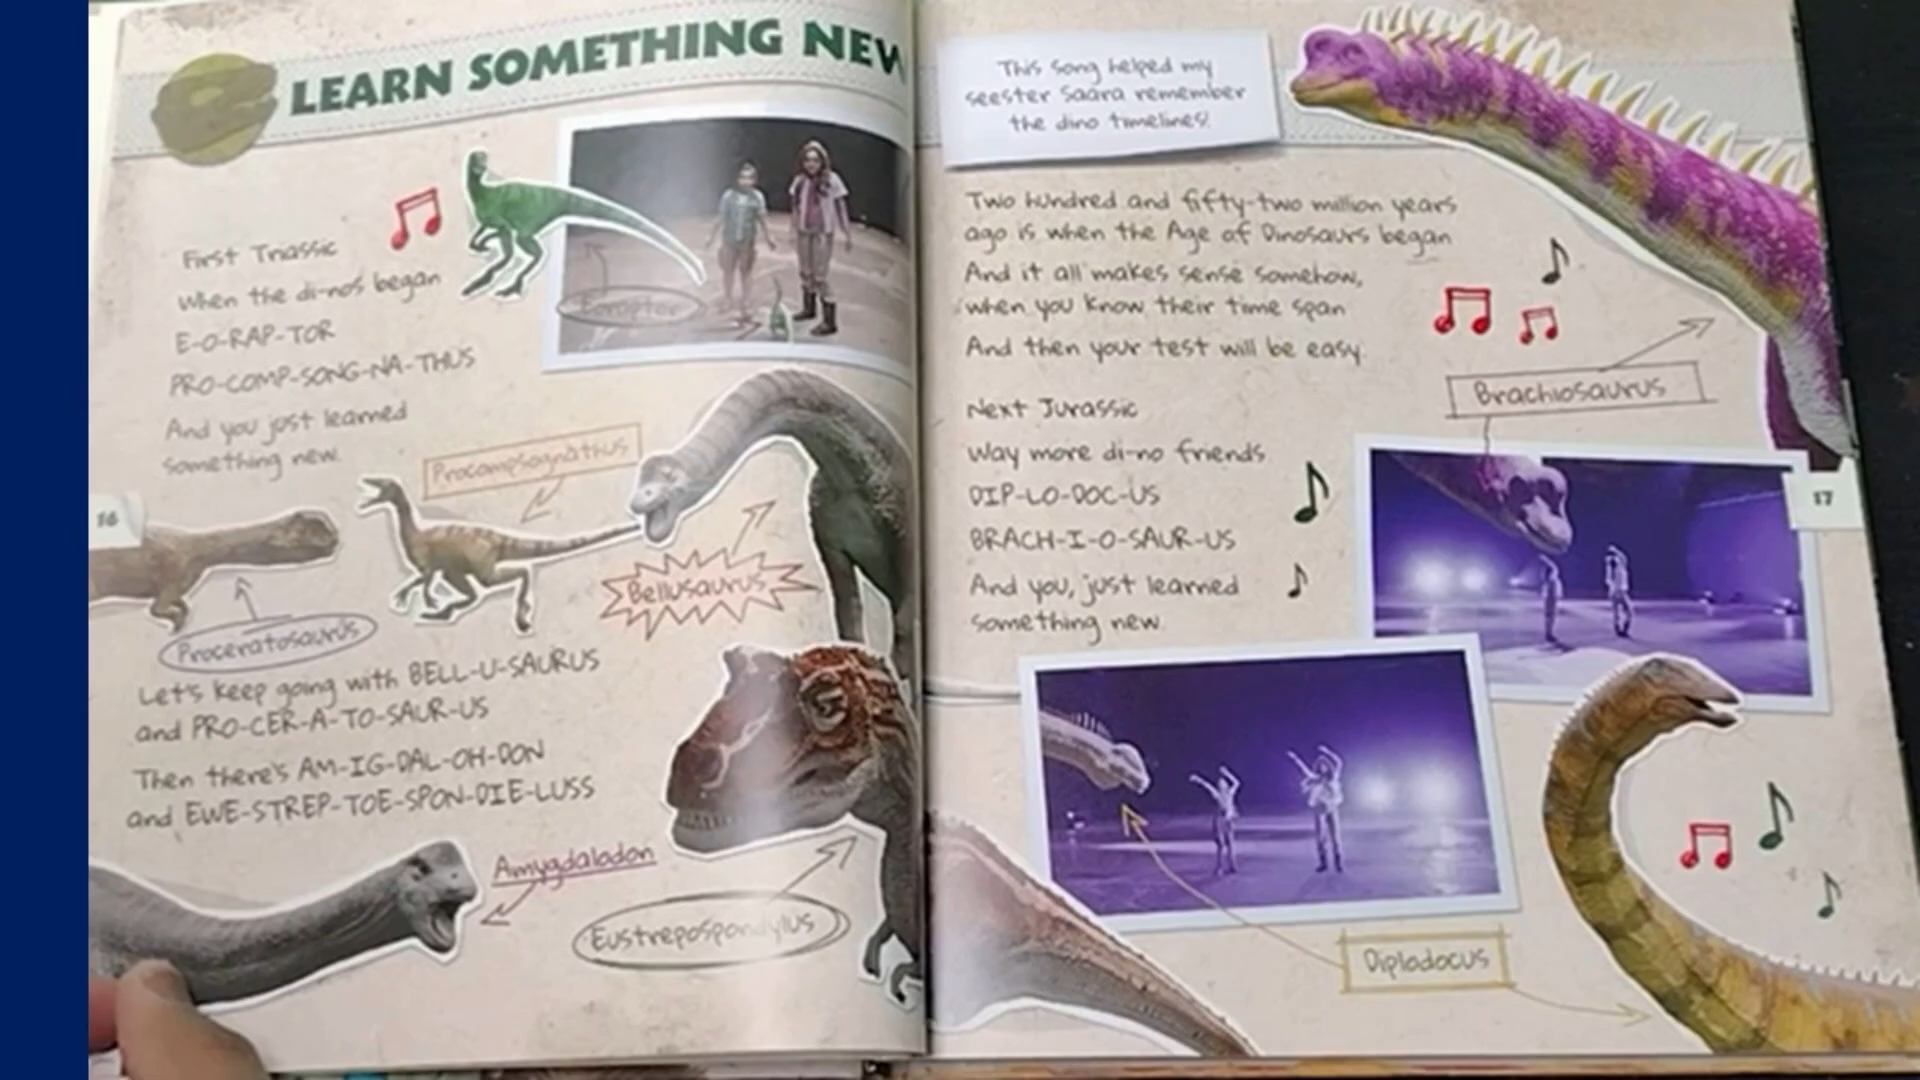 LEARN SOMETHING NEW
First Triassic
When the di-nos began
E-O-RAP-TOR
PRO-COMP-SONG-NA-THUS
And you just learned
something new.
Eoraptor
Procompsognathus
16
Bellusaurus
Proceratosaurus
Let's keep going with BELL-U-SAURUS
and PRO-CER-A-TO-SAUR-US
Then there's AM-IG-DAL-OH-DON
and EWE-STREP-TOE-SPON-DIE-LUSS
Amygdalodon
Eustrepospondylus
This song helped my
seester Saara remember
the dino timelines!
Two hundred and fifty-two million years
ago is when the Age of Dinosaurs began
And it all makes sense somehow,
when you know their time span
And then your test will be easy
Brachiosaurus
Next Jurassic
Way more di-no friends
DIP-LO-DOC-US
BRACH-I-O-SAUR-US
And you, just learned
something new.
17
Diplodocus